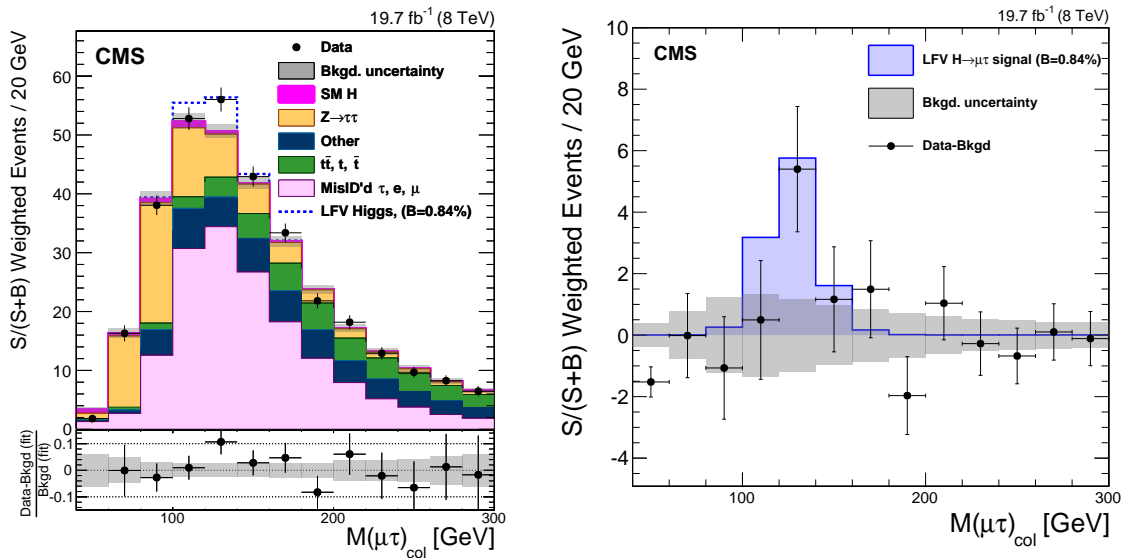 19.7 fb⁻¹ (8 TeV)
CMS
Data
Bkgd. uncertainty
SM H
Z→ττ
Other
tt̄, t, t̄
MisID'd τ, e, μ
LFV Higgs, (B=0.84%)
S/(S+B) Weighted Events / 20 GeV
60
50
40
30
20
10
0
Data-Bkgd (fit)
Bkgd (fit)
0.1
0
-0.1
100
200
300
M(μτ)col [GeV]
19.7 fb⁻¹ (8 TeV)
CMS
LFV H→μτ signal (B=0.84%)
Bkgd. uncertainty
Data-Bkgd
S/(S+B) Weighted Events / 20 GeV
10
8
6
4
2
0
-2
-4
100
200
300
M(μτ)col [GeV]